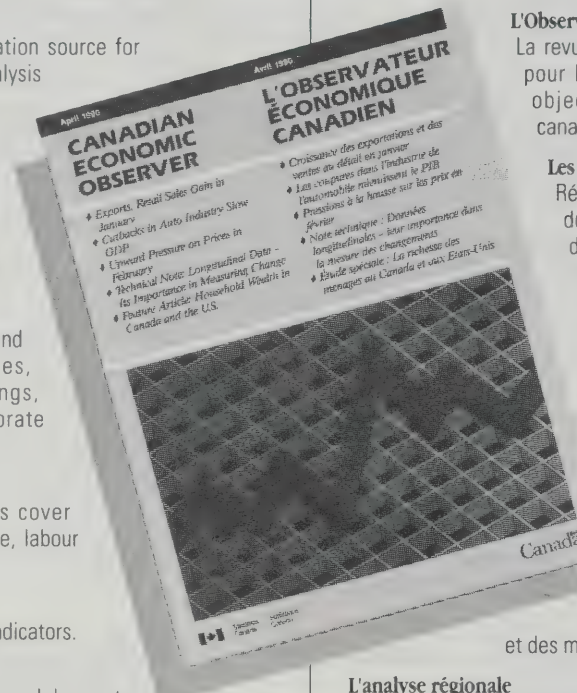 ation source for
alysis
nd
es,
ngs,
orate
s cover
e, labour
dicators.
April 1990
CANADIAN
ECONOMIC
OBSERVER
♦ Exports, Retail Sales Gain in
January
♦ Cutbacks in Auto Industry Slow
GDP
♦ Upward Pressure on Prices in
February
♦ Technical Note: Longitudinal Data -
Its Importance in Measuring Change
♦ Feature Article: Household Wealth in
Canada and the U.S.
Avril 1990
L'OBSERVATEUR
ÉCONOMIQUE
CANADIEN
♦ Croissance des exportations et des
ventes au détail en janvier
♦ Les coupures dans l'industrie de
l'automobile ralentissent le PIB
♦ Pressions à la hausse sur les prix en
février
♦ Note technique : Données
longitudinales - leur importance dans
la mesure des changements
♦ Étude spéciale : La richesse des
ménages au Canada et aux États-Unis
Statistics Statistique
Canada Canada
Canada
L'Obser
La revu
pour l
obje
cana
Les
Ré
de
d
et des m
L'analyse régionale